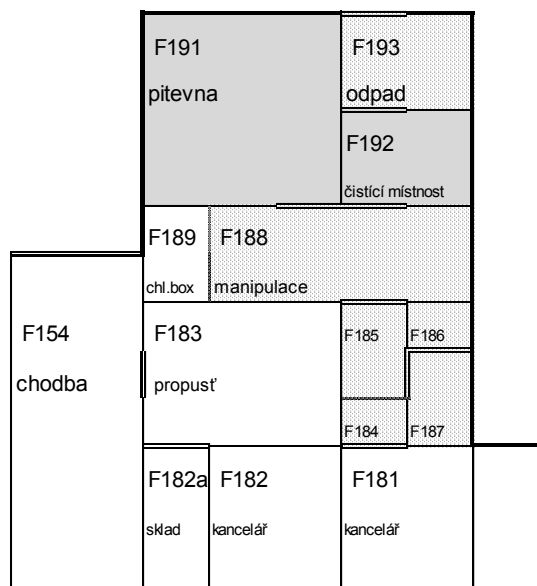 F191
pitevna
F193
odpad
F192
čistící místnost
F189
chl.box
F188
manipulace
F154
chodba
F183
propusť
F185
F186
F184
F187
F182a
sklad
F182
kancelář
F181
kancelář